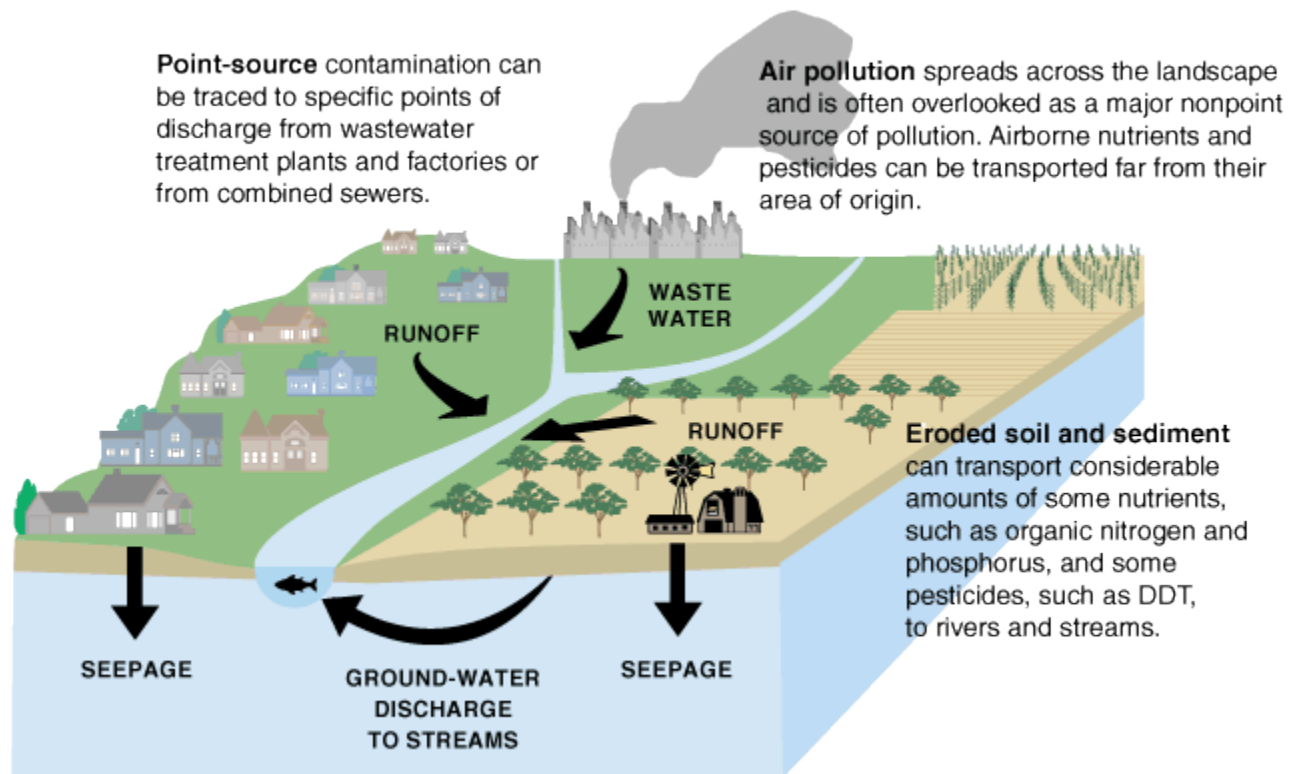 Point-source contamination can
be traced to specific points of
discharge from wastewater
treatment plants and factories or
from combined sewers.
Air pollution spreads across the landscape
and is often overlooked as a major nonpoint
source of pollution. Airborne nutrients and
pesticides can be transported far from their
area of origin.
WASTE
WATER
RUNOFF
RUNOFF
Eroded soil and sediment
can transport considerable
amounts of some nutrients,
such as organic nitrogen and
phosphorus, and some
pesticides, such as DDT,
to rivers and streams.
SEEPAGE
GROUND-WATER
DISCHARGE
TO STREAMS
SEEPAGE